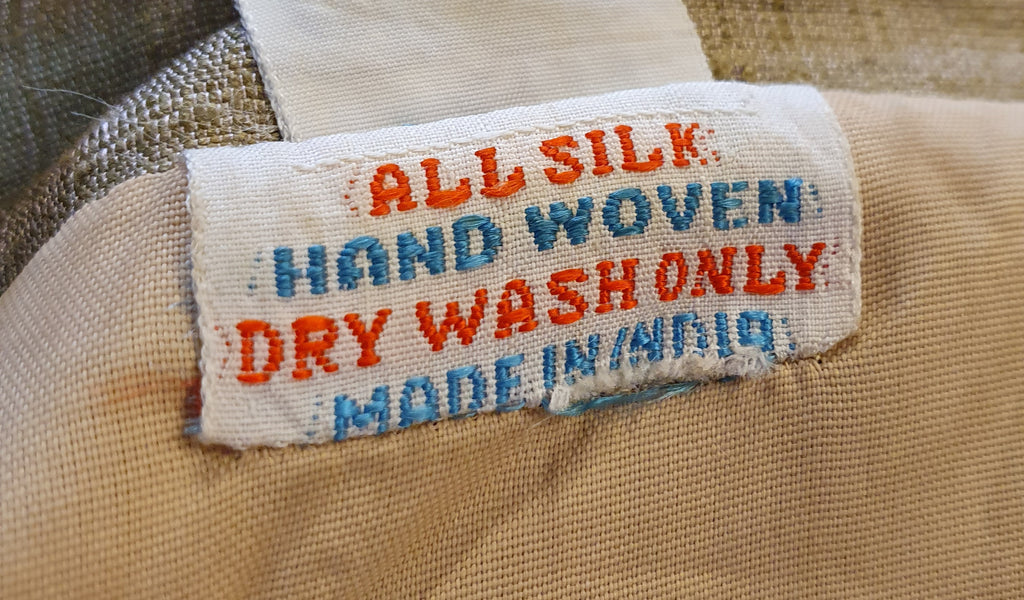 ALL SILK
HAND WOVEN
DRY WASH ONLY
MADE IN INDIA